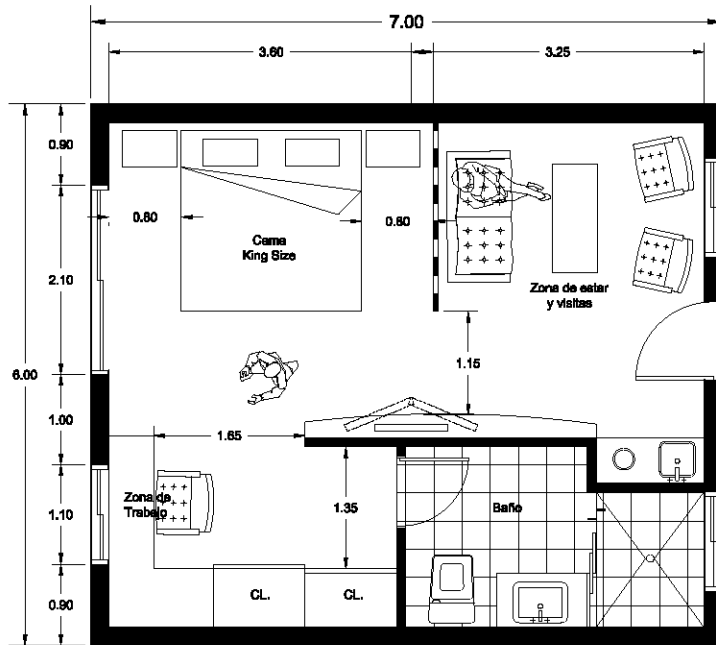 7.00
3.60
3.25
0.90
0.80
0.80
Cama
King Size
2.10
Zona de estar
y visitas
1.15
6.00
1.00
1.65
Zona de
Trabajo
1.35
Baño
1.10
CL.
CL.
0.90